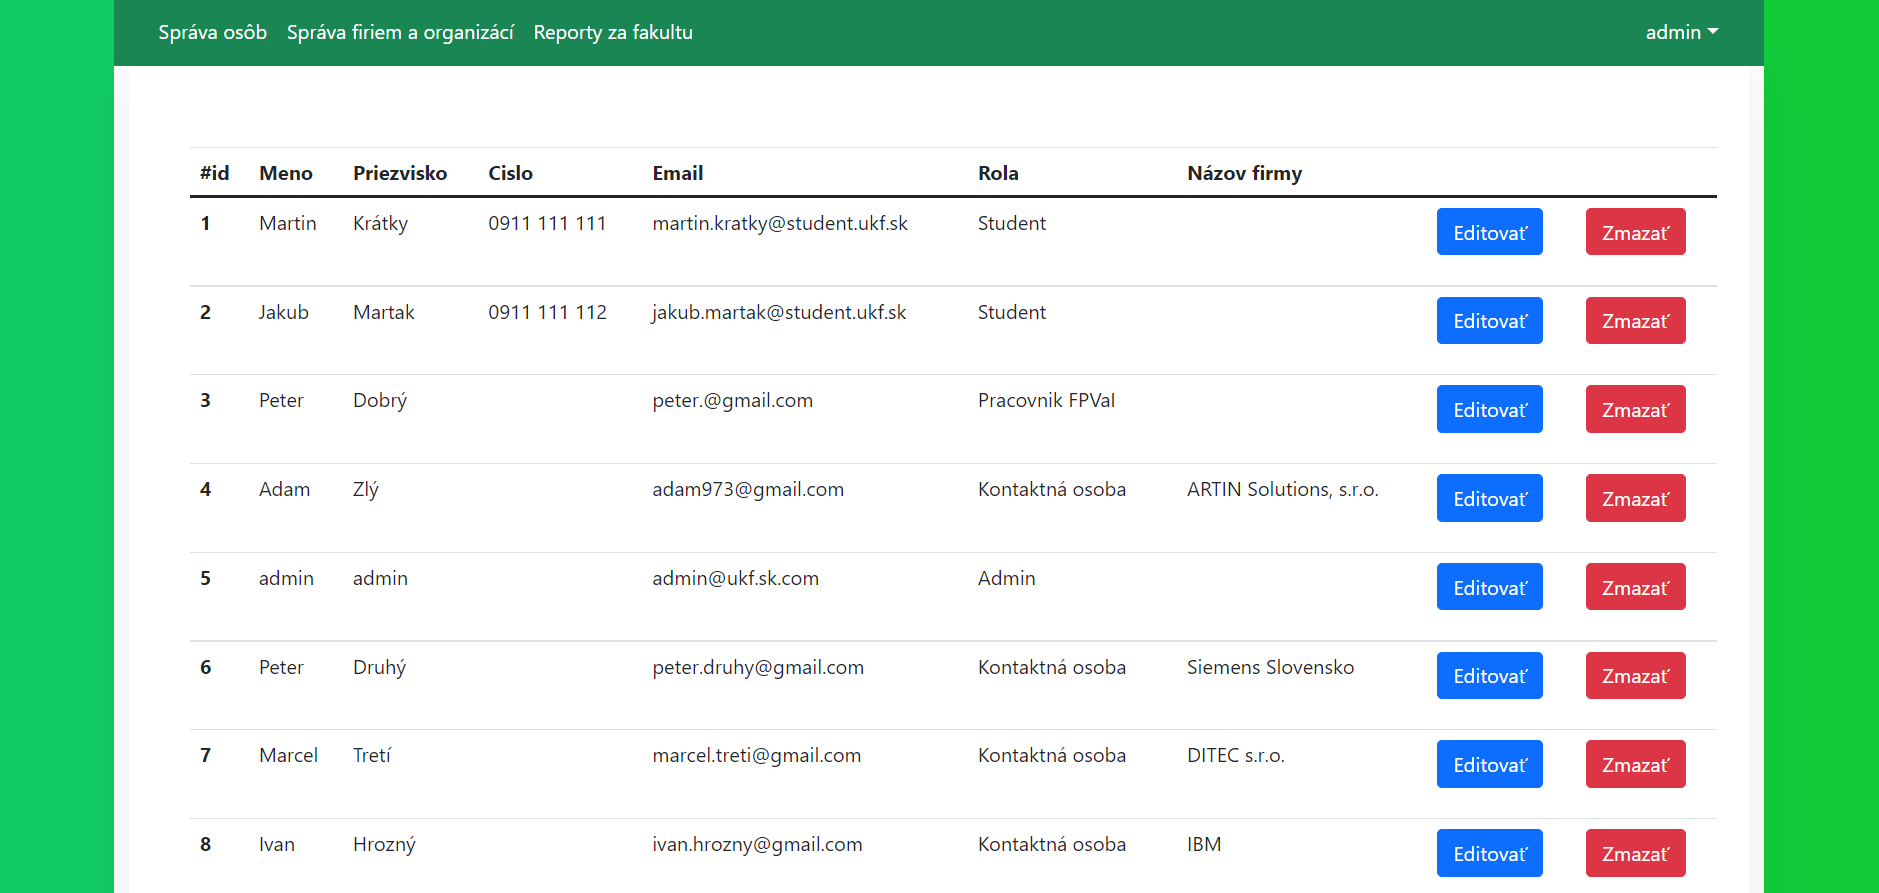 Správa osôb Správa firiem a organizácí Reporty za fakultu admin
#id Meno Priezvisko Cislo Email Rola Názov firmy
1 Martin Krátky 0911 111 111 martin.kratky@student.ukf.sk Student Editovať Zmazať
2 Jakub Martak 0911 111 112 jakub.martak@student.ukf.sk Student Editovať Zmazať
3 Peter Dobrý peter.@gmail.com Pracovnik FPVaI Editovať Zmazať
4 Adam Zlý adam973@gmail.com Kontaktná osoba ARTIN Solutions, s.r.o. Editovať Zmazať
5 admin admin admin@ukf.sk.com Admin Editovať Zmazať
6 Peter Druhý peter.druhy@gmail.com Kontaktná osoba Siemens Slovensko Editovať Zmazať
7 Marcel Tretí marcel.treti@gmail.com Kontaktná osoba DITEC s.r.o. Editovať Zmazať
8 Ivan Hrozný ivan.hrozny@gmail.com Kontaktná osoba IBM Editovať Zmazať